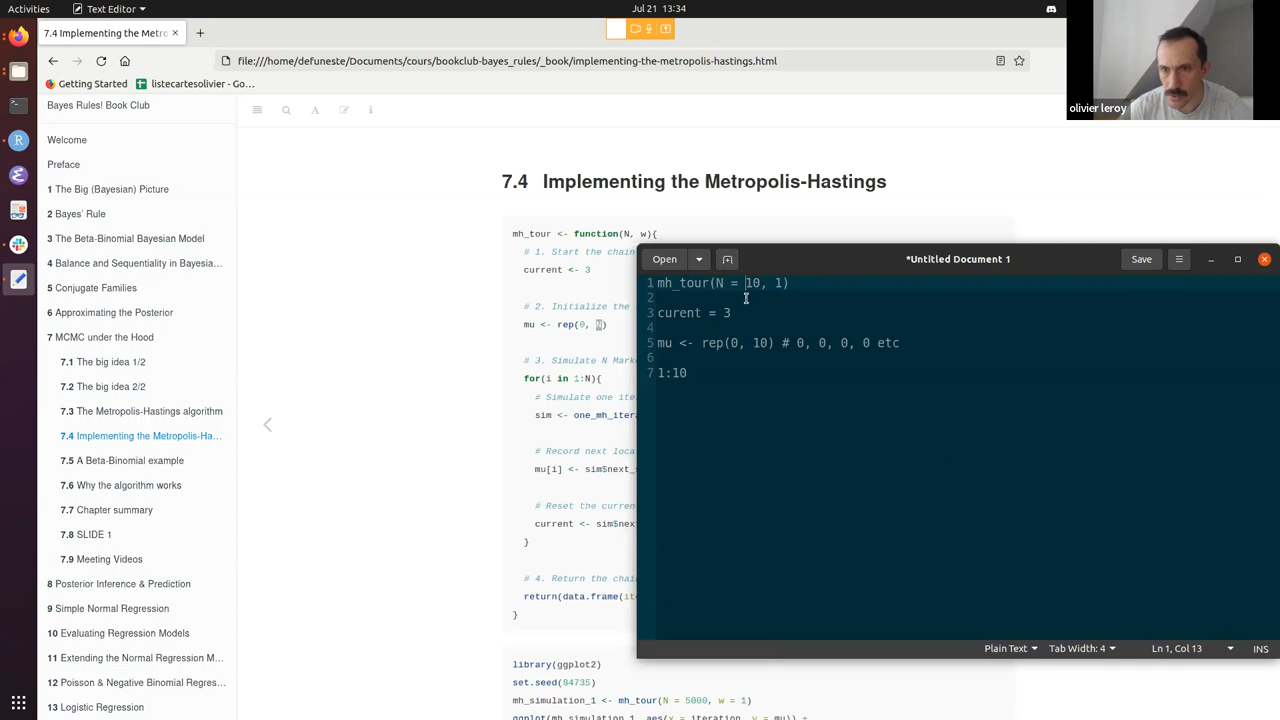 Activities
Text Editor
Jul 21 13:34
7.4 Implementing the Metro
file:///home/defuneste/Documents/cours/bookclub-bayes_rules/_book/implementing-the-metropolis-hastings.html
Getting Started
listecartesolivier - Go…
olivier leroy
Bayes Rules! Book Club
Welcome
Preface
1 The Big (Bayesian) Picture
2 Bayes' Rule
3 The Beta-Binomial Bayesian Model
4 Balance and Sequentiality in Bayesia…
5 Conjugate Families
6 Approximating the Posterior
7 MCMC under the Hood
7.1 The big idea 1/2
7.2 The big idea 2/2
7.3 The Metropolis-Hastings algorithm
7.4 Implementing the Metropolis-Ha…
7.5 A Beta-Binomial example
7.6 Why the algorithm works
7.7 Chapter summary
7.8 SLIDE 1
7.9 Meeting Videos
8 Posterior Inference & Prediction
9 Simple Normal Regression
10 Evaluating Regression Models
11 Extending the Normal Regression M…
12 Poisson & Negative Binomial Regres…
13 Logistic Regression
7.4 Implementing the Metropolis-Hastings
mh_tour <- function(N, w){
# 1. Start the chain
current <- 3
# 2. Initialize the
mu <- rep(0, N)
# 3. Simulate N Mark
for(i in 1:N){
# Simulate one ite
sim <- one_mh_itera
# Record next loca
mu[i] <- sim$next_s
# Reset the curren
current <- sim$nex
}
# 4. Return the chai
return(data.frame(ite
}
library(ggplot2)
set.seed(84735)
mh_simulation_1 <- mh_tour(N = 5000, w = 1)
ggplot(mh_simulation_1, aes(x = iteration, y = mu)) +
Open
*Untitled Document 1
Save
1 mh_tour(N = 10, 1)
2
3 curent = 3
4
5 mu <- rep(0, 10) # 0, 0, 0, 0 etc
6
7 1:10
Plain Text
Tab Width: 4
Ln 1, Col 13
INS